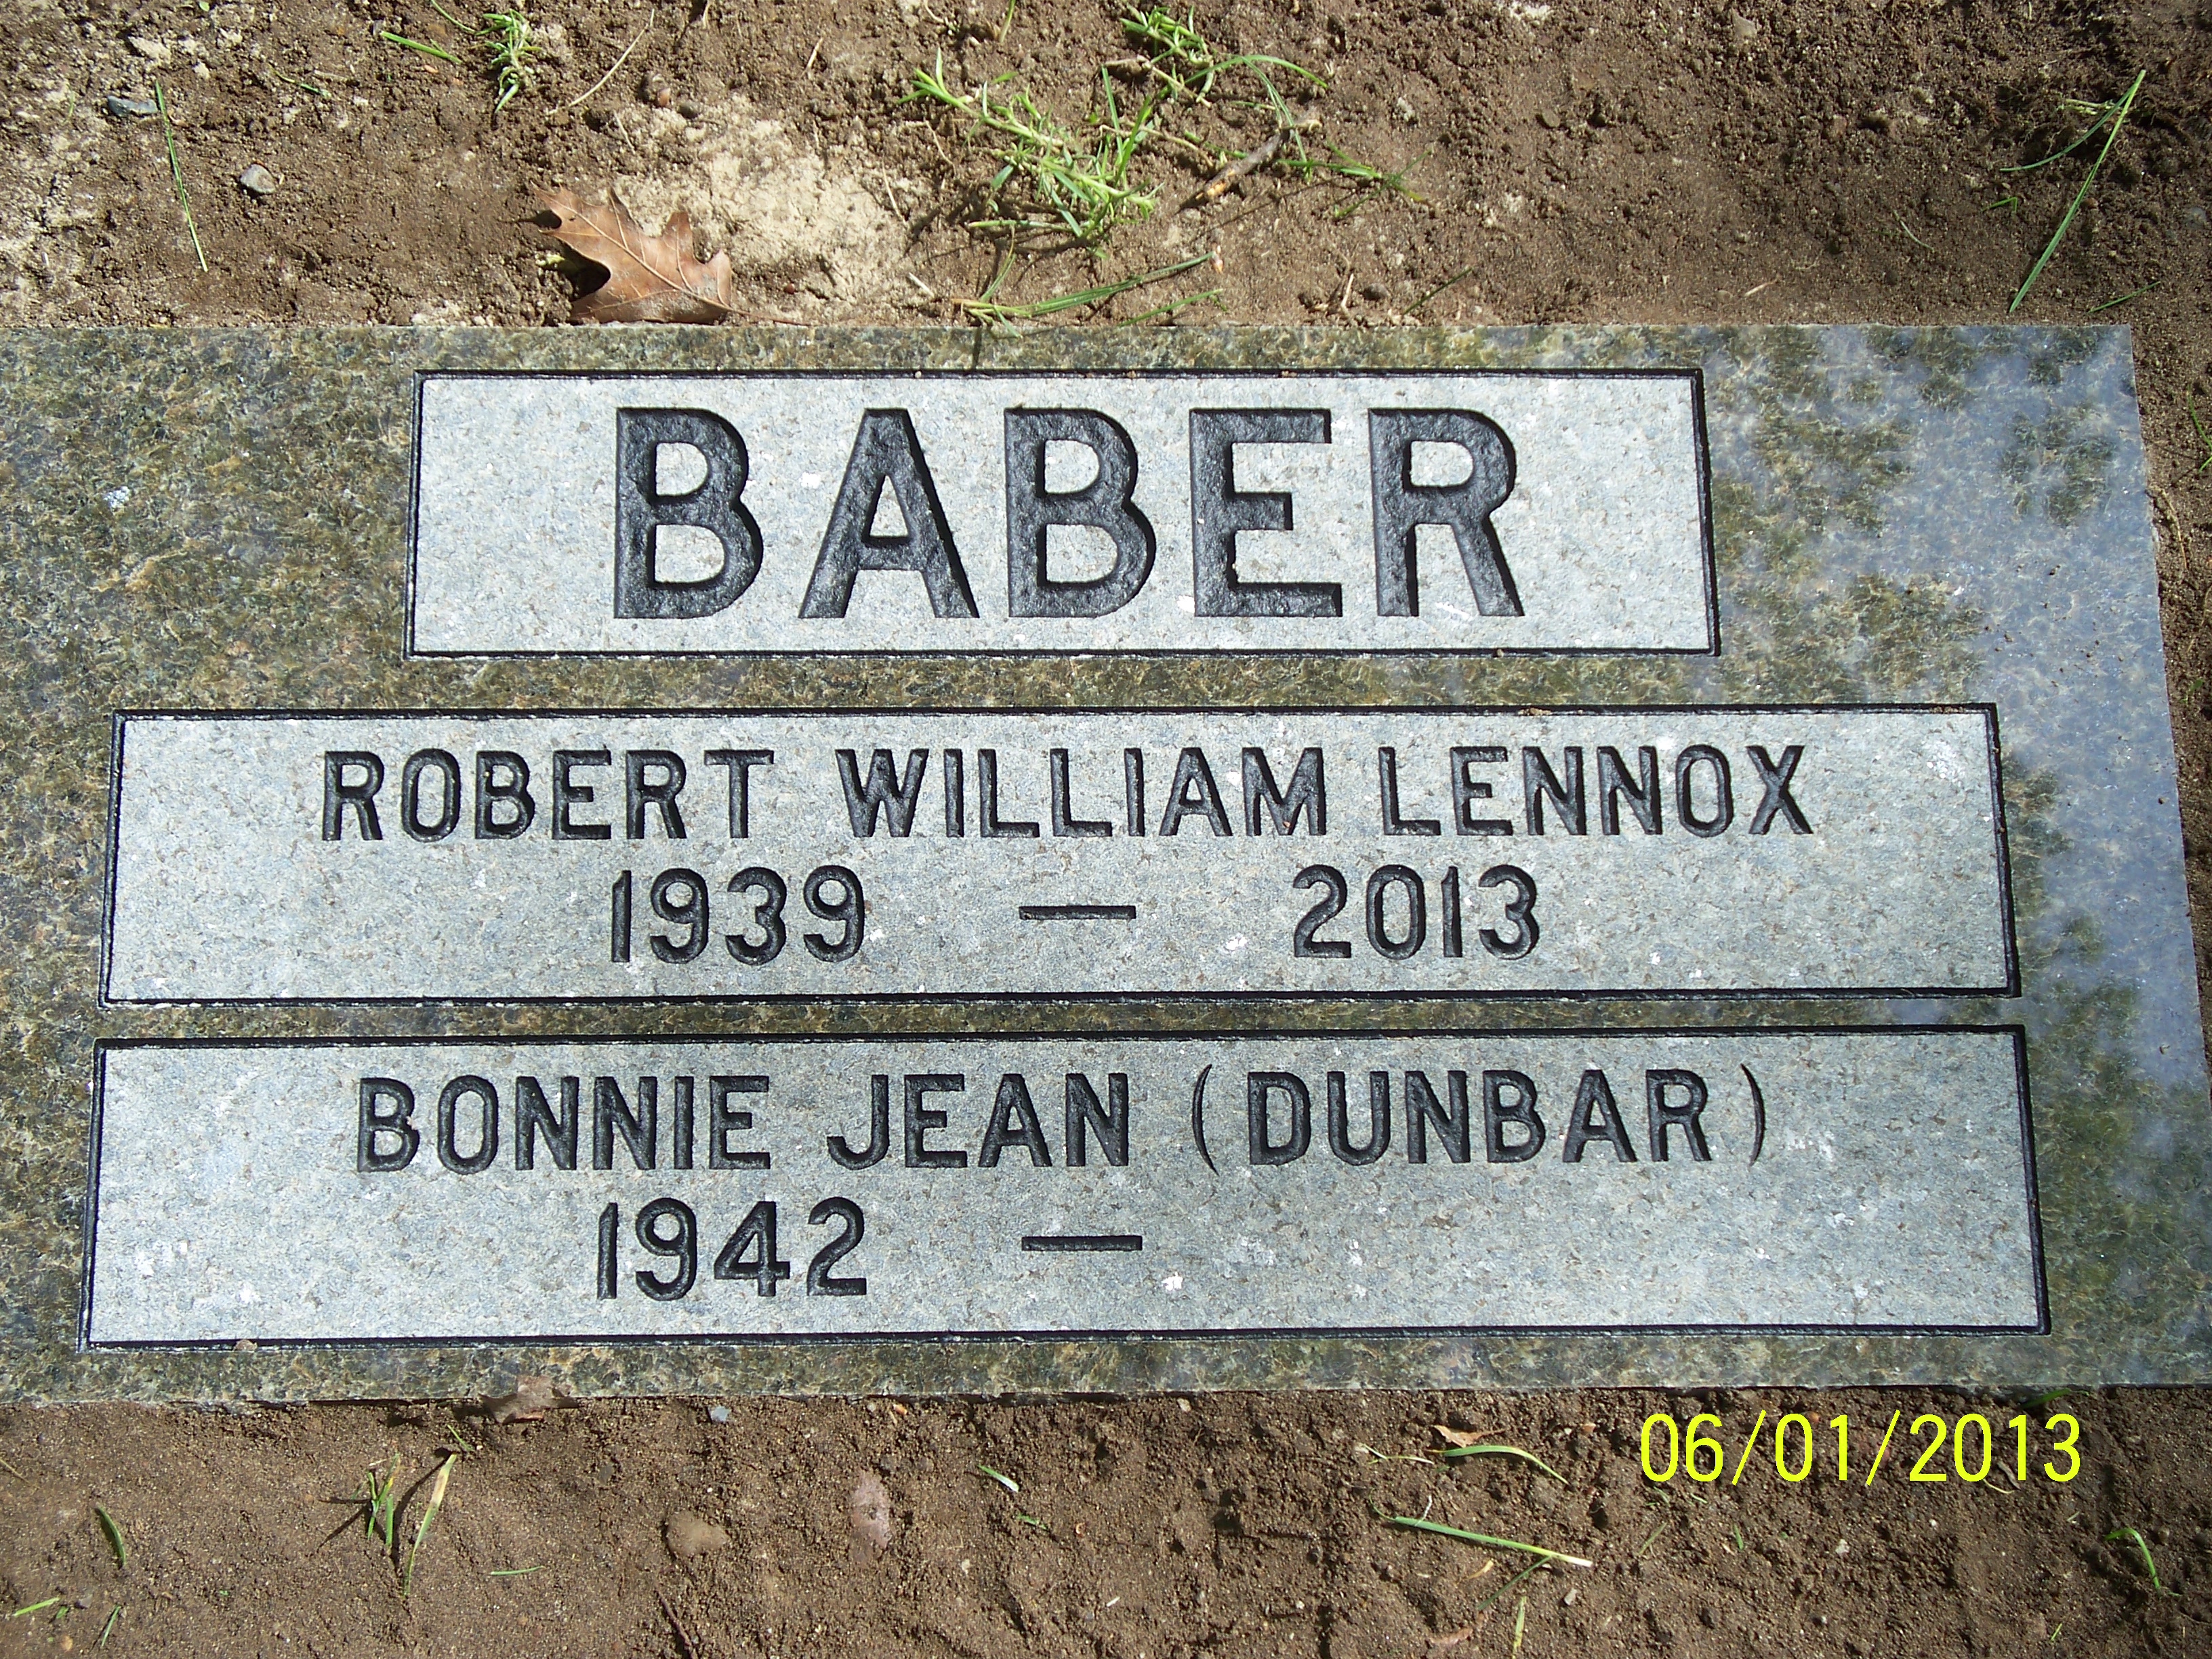 BABER
ROBERT WILLIAM LENNOX
1939 — 2013
BONNIE JEAN (DUNBAR)
1942 —
06/01/2013